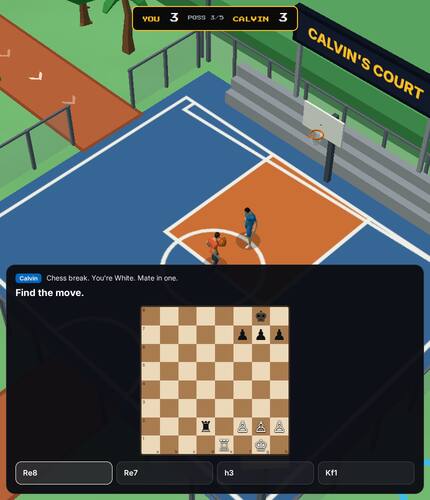 YOU 3 POSS 3/5 CALVIN 3
CALVIN'S COURT
Calvin Chess break. You're White. Mate in one.
Find the move.
Re8
Re7
h3
Kf1